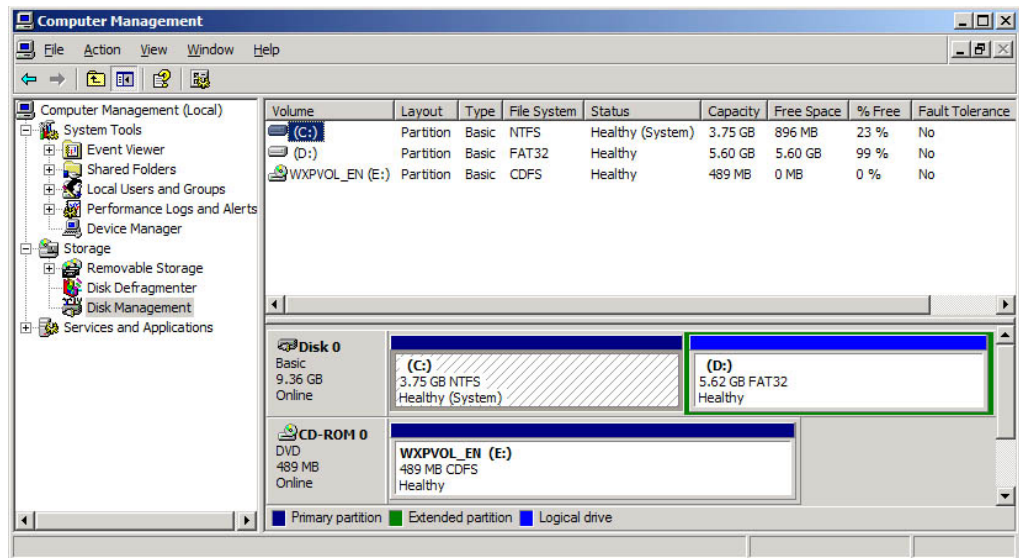 Computer Management
File Action View Window Help
Computer Management (Local)
System Tools
Event Viewer
Shared Folders
Local Users and Groups
Performance Logs and Alerts
Device Manager
Storage
Removable Storage
Disk Defragmenter
Disk Management
Services and Applications
Volume Layout Type File System Status Capacity Free Space % Free Fault Tolerance
(C:) Partition Basic NTFS Healthy (System) 3.75 GB 896 MB 23 % No
(D:) Partition Basic FAT32 Healthy 5.60 GB 5.60 GB 99 % No
WXPVOL_EN (E:) Partition Basic CDFS Healthy 489 MB 0 MB 0 % No
Disk 0
Basic
9.36 GB
Online
(C:)
3.75 GB NTFS
Healthy (System)
(D:)
5.62 GB FAT32
Healthy
CD-ROM 0
DVD
489 MB
Online
WXPVOL_EN (E:)
489 MB CDFS
Healthy
Primary partition Extended partition Logical drive